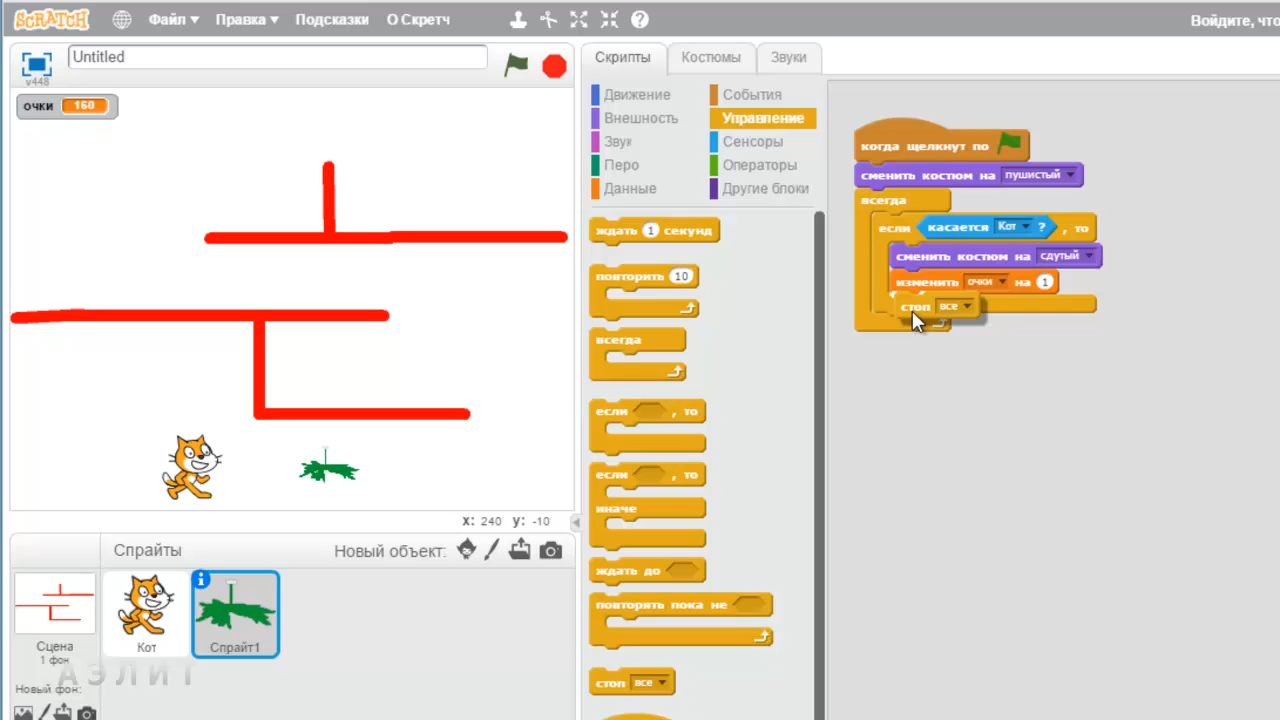 SCRATCH Файл Правка Подсказки О Скретч Войдите, что
Untitled
v448
очки 160
x: 240 y: -10
Спрайты Новый объект:
Сцена
1 фон
Новый фон:
Кот
Спрайт1
АЭЛИТ
Скрипты Костюмы Звуки
Движение События
Внешность Управление
Звук Сенсоры
Перо Операторы
Данные Другие блоки
ждать 1 секунд
повторить 10
всегда
если , то
если , то
иначе
ждать до
повторять пока не
стоп все
когда щелкнут по
сменить костюм на пушистый
всегда
если касается Кот ? , то
сменить костюм на сдутый
изменить очки на 1
стоп все